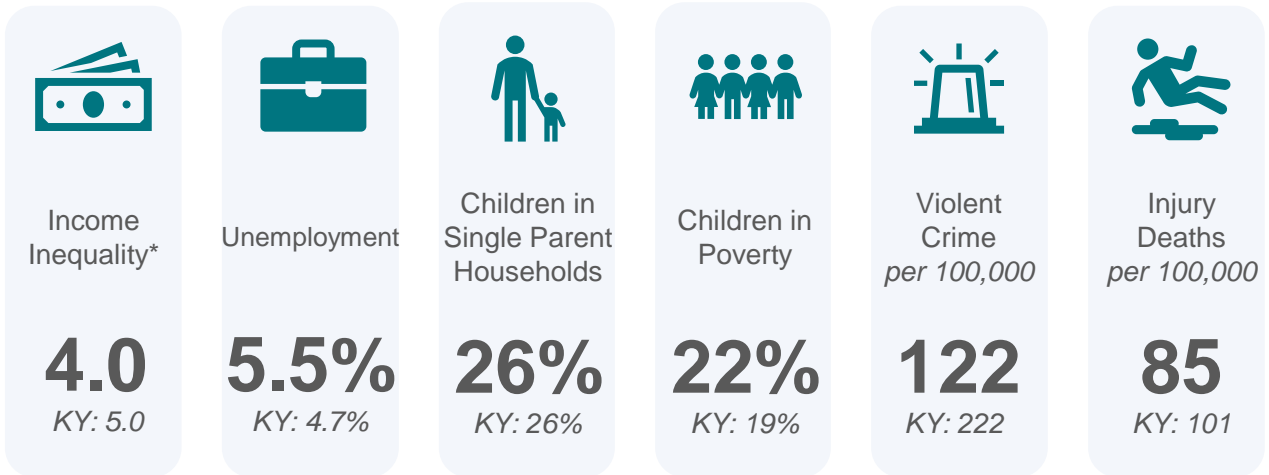 Income
Inequality*
4.0
KY: 5.0
Unemployment
5.5%
KY: 4.7%
Children in
Single Parent
Households
26%
KY: 26%
Children in
Poverty
22%
KY: 19%
Violent
Crime
per 100,000
122
KY: 222
Injury
Deaths
per 100,000
85
KY: 101